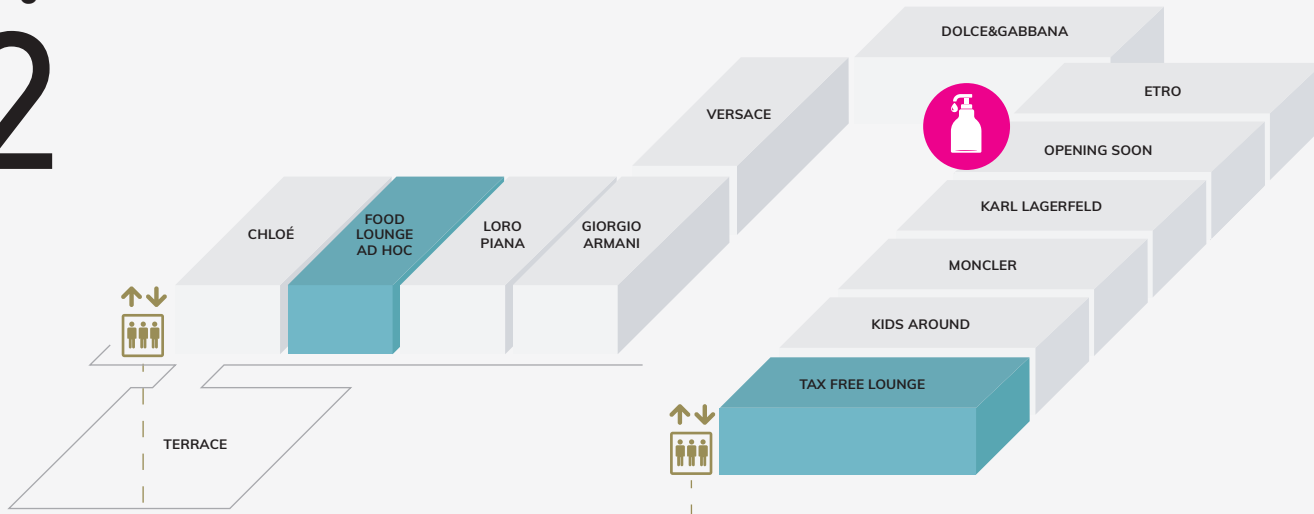 2
DOLCE&GABBANA
ETRO
VERSACE
OPENING SOON
KARL LAGERFELD
CHLOÉ
FOOD
LOUNGE
AD HOC
LORO
PIANA
GIORGIO
ARMANI
MONCLER
KIDS AROUND
TAX FREE LOUNGE
TERRACE